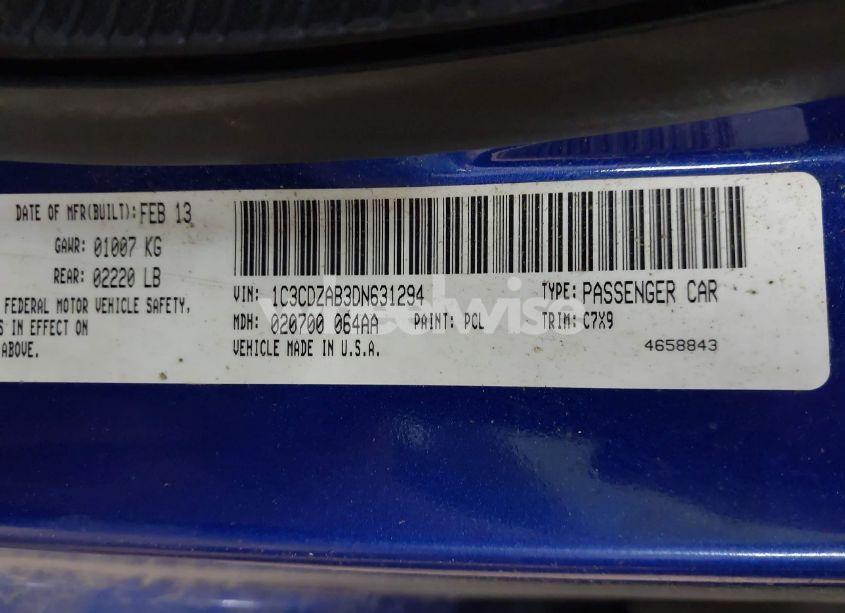 DATE OF MFR(BUILT): FEB 13
GAWR: 01007 KG
REAR: 02220 LB
FEDERAL MOTOR VEHICLE SAFETY,
S IN EFFECT ON
ABOVE.
VIN: 1C3CDZAB3DN631294 TYPE: PASSENGER CAR
MDH: 020700 064AA PAINT: PCL TRIM: C7X9
VEHICLE MADE IN U.S.A. 4658843
wheelwise